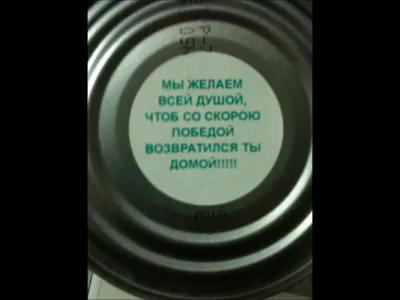 МЫ ЖЕЛАЕМ
ВСЕЙ ДУШОЙ,
ЧТОБ СО СКОРОЮ
ПОБЕДОЙ
ВОЗВРАТИЛСЯ ТЫ
ДОМОЙ!!!!!